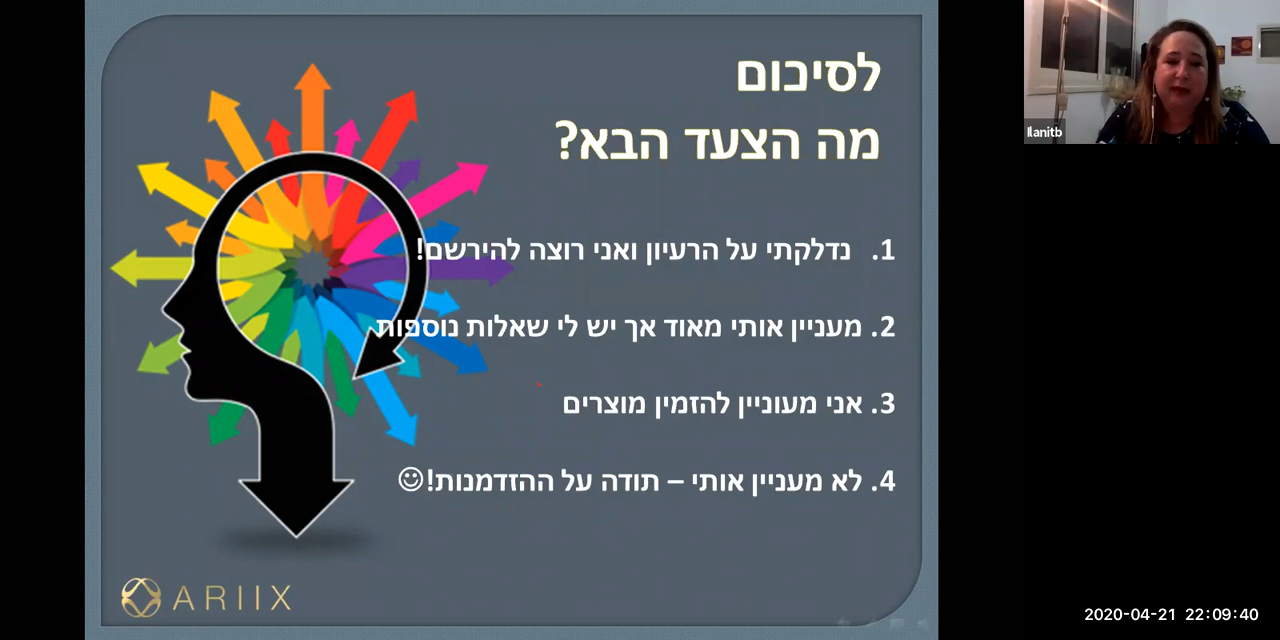 לסיכום
מה הצעד הבא?
1. נדלקתי על הרעיון ואני רוצה להירשם!
2. מעניין אותי מאוד אך יש לי שאלות נוספות
3. אני מעוניין להזמין מוצרים
4. לא מעניין אותי – תודה על ההזדמנות!☺
ARIIX
Ilanitb
2020-04-21 22:09:40